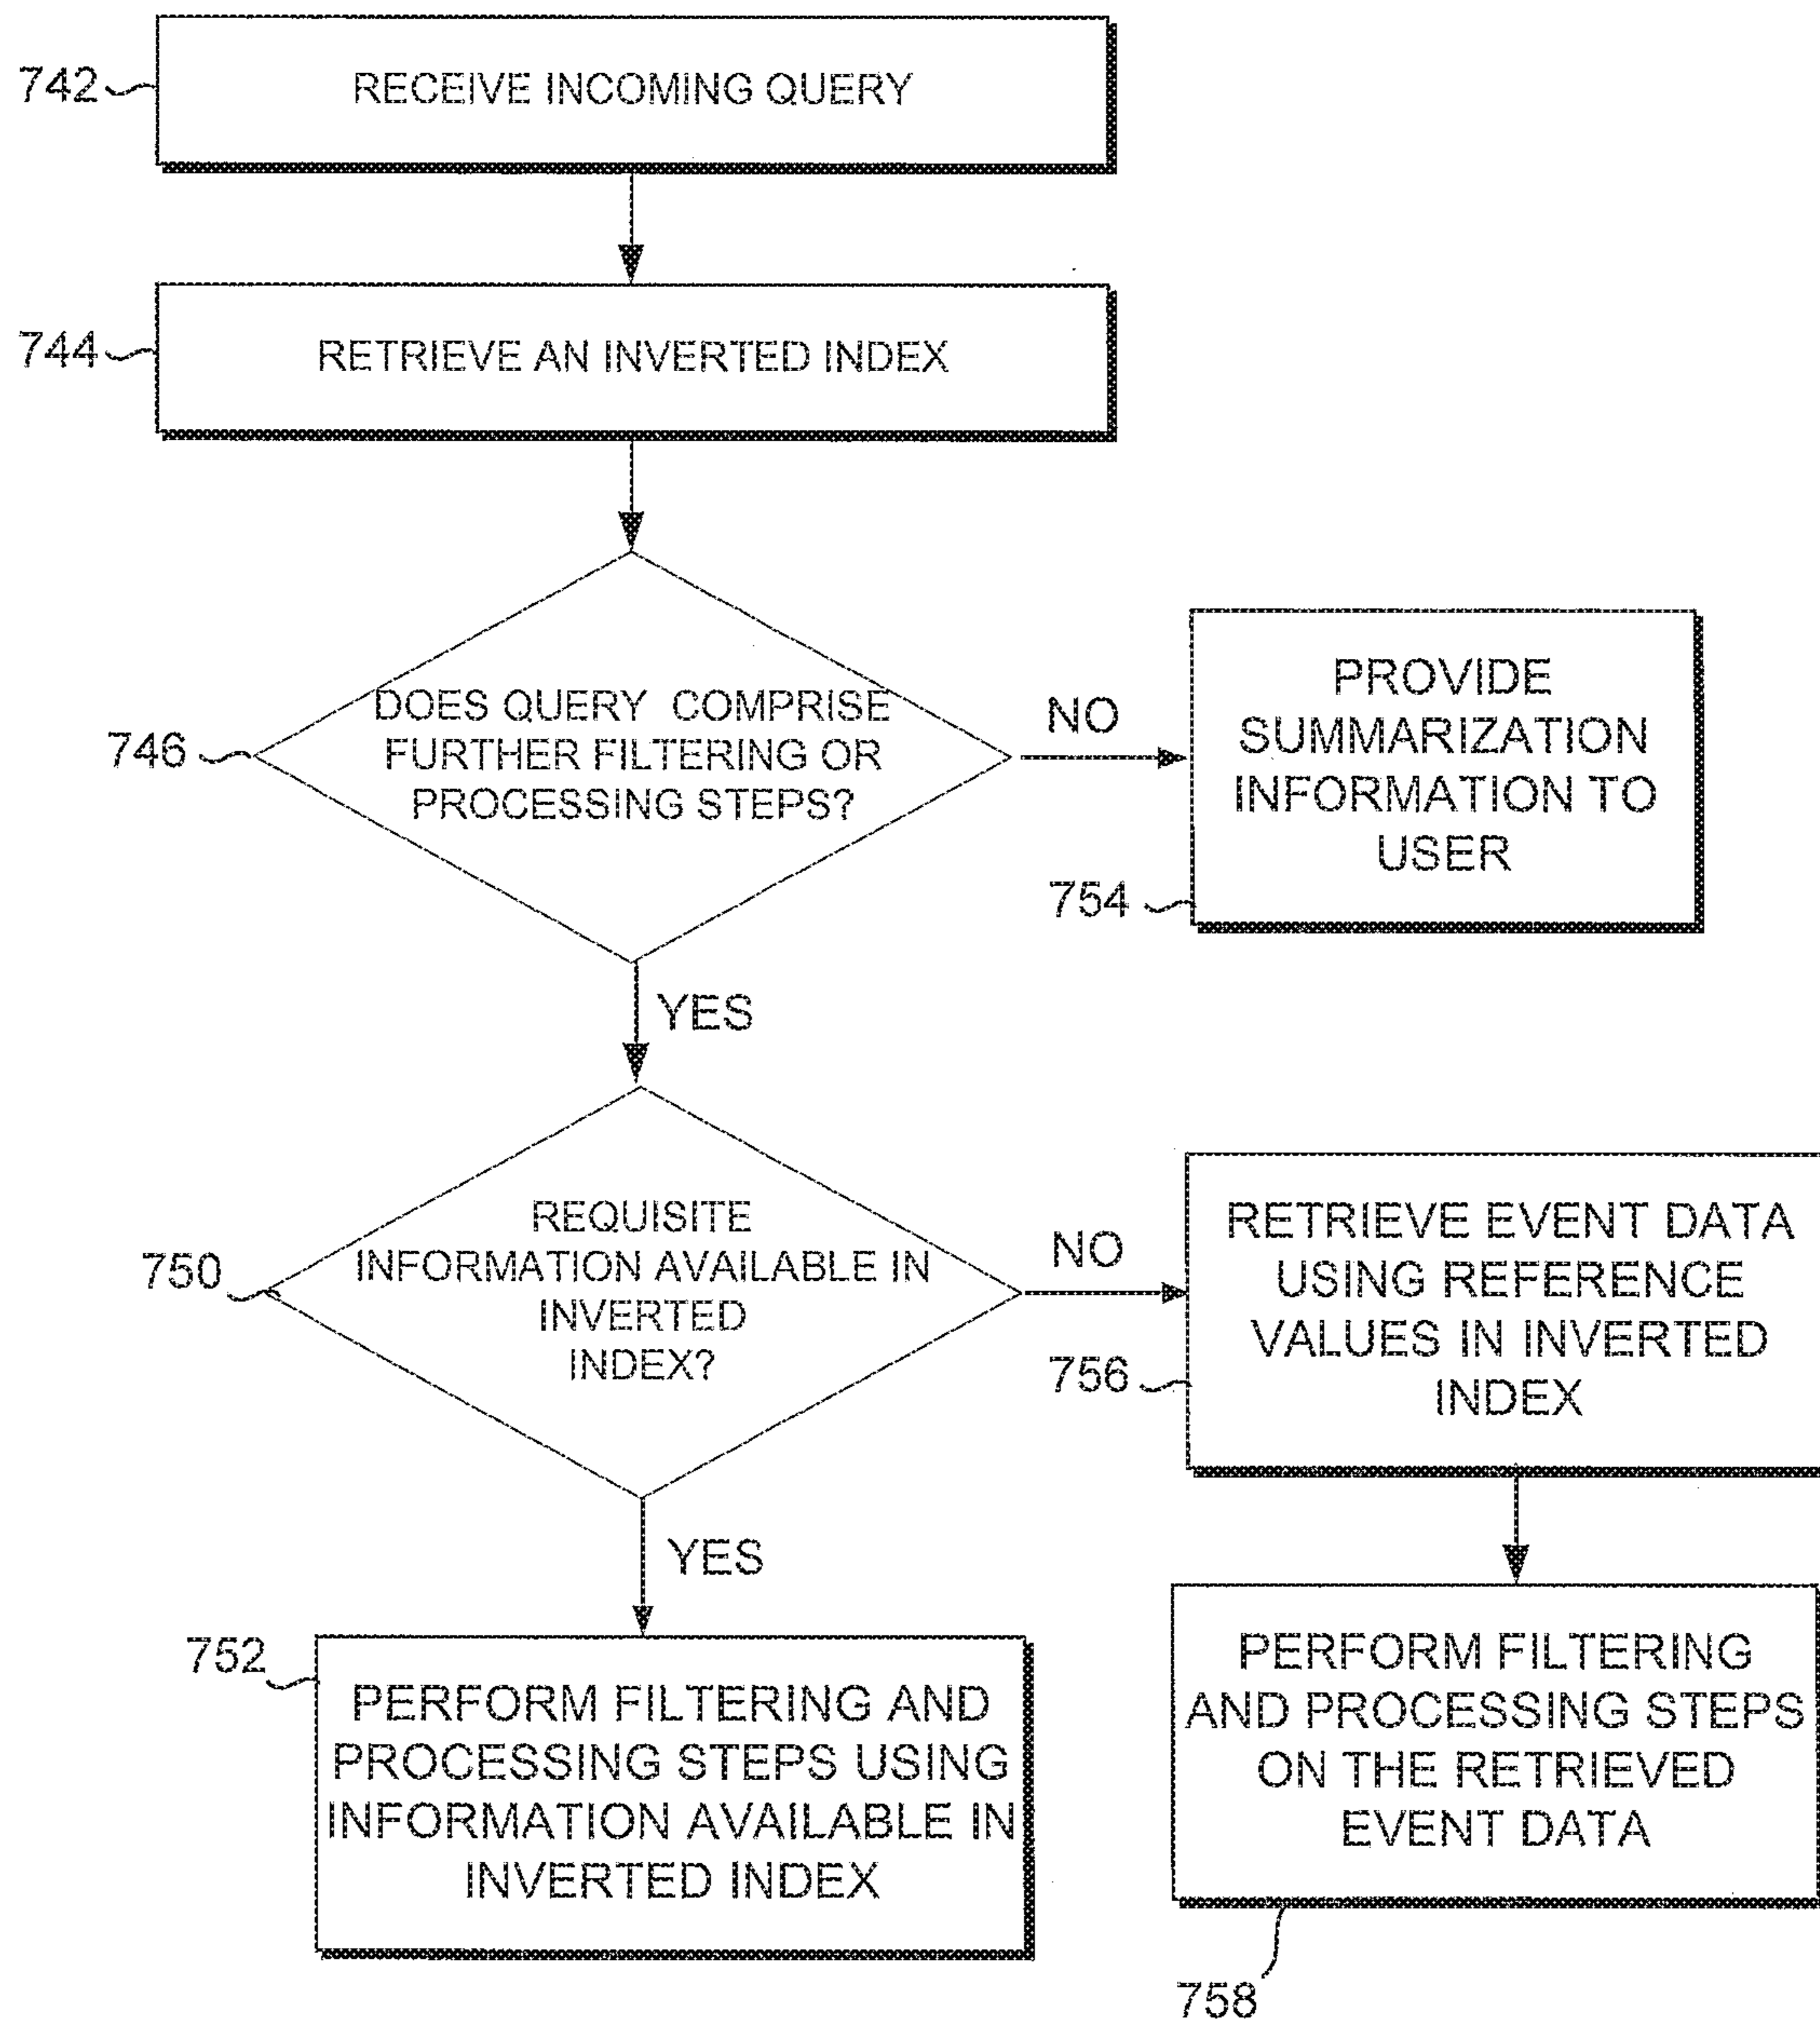 742
RECEIVE INCOMING QUERY
744
RETRIEVE AN INVERTED INDEX
746
DOES QUERY COMPRISE
FURTHER FILTERING OR
PROCESSING STEPS?
NO
PROVIDE
SUMMARIZATION
INFORMATION TO
USER
754
YES
750
REQUISITE
INFORMATION AVAILABLE IN
INVERTED
INDEX?
NO
RETRIEVE EVENT DATA
USING REFERENCE
VALUES IN INVERTED
INDEX
756
YES
752
PERFORM FILTERING AND
PROCESSING STEPS USING
INFORMATION AVAILABLE IN
INVERTED INDEX
PERFORM FILTERING
AND PROCESSING STEPS
ON THE RETRIEVED
EVENT DATA
758